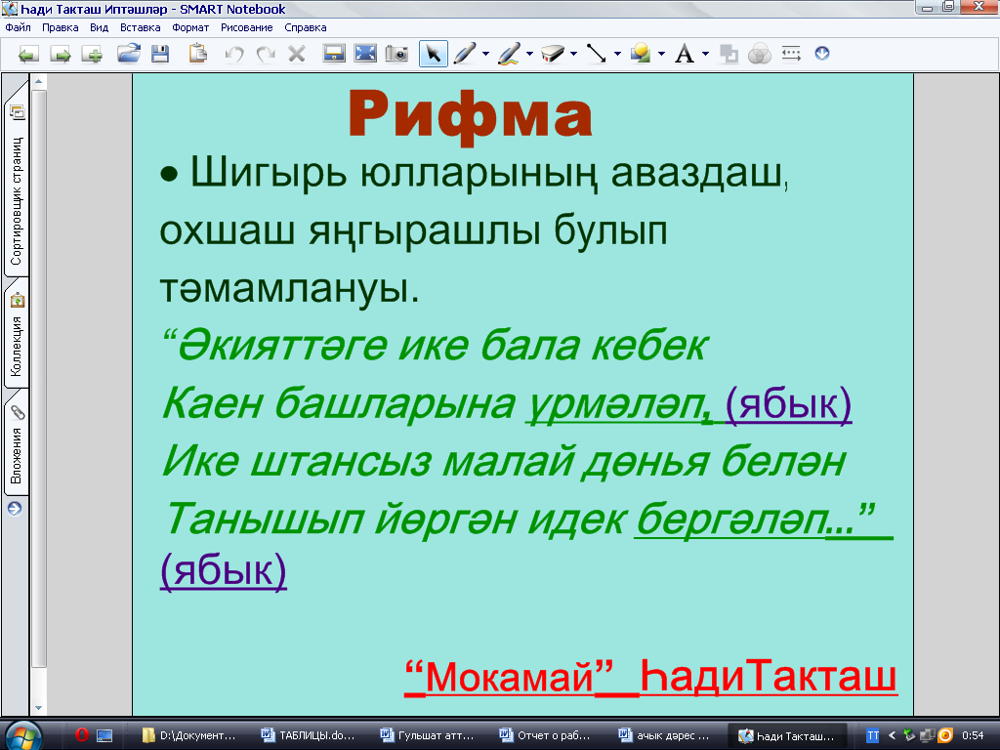 Һади Такташ Иптәшләр - SMART Notebook
Файл Правка Вид Вставка Формат Рисование Справка
Сортировщик страниц
Коллекция
Вложения
Рифма
• Шигырь юлларының аваздаш,
охшаш яңгырашлы булып
тәмамлануы.
“Әкияттәге ике бала кебек
Каен башларына үрмәләп, (ябык)
Ике штансыз малай дөнья белән
Танышып йөргән идек бергәләп...”
(ябык)
“Мокамай” ҺадиТакташ
D:\Документ... ТАБЛИЦЫ.do... Гульшат атт... Отчет о раб... ачык дәрес ... Һади Такташ... TT 0:54